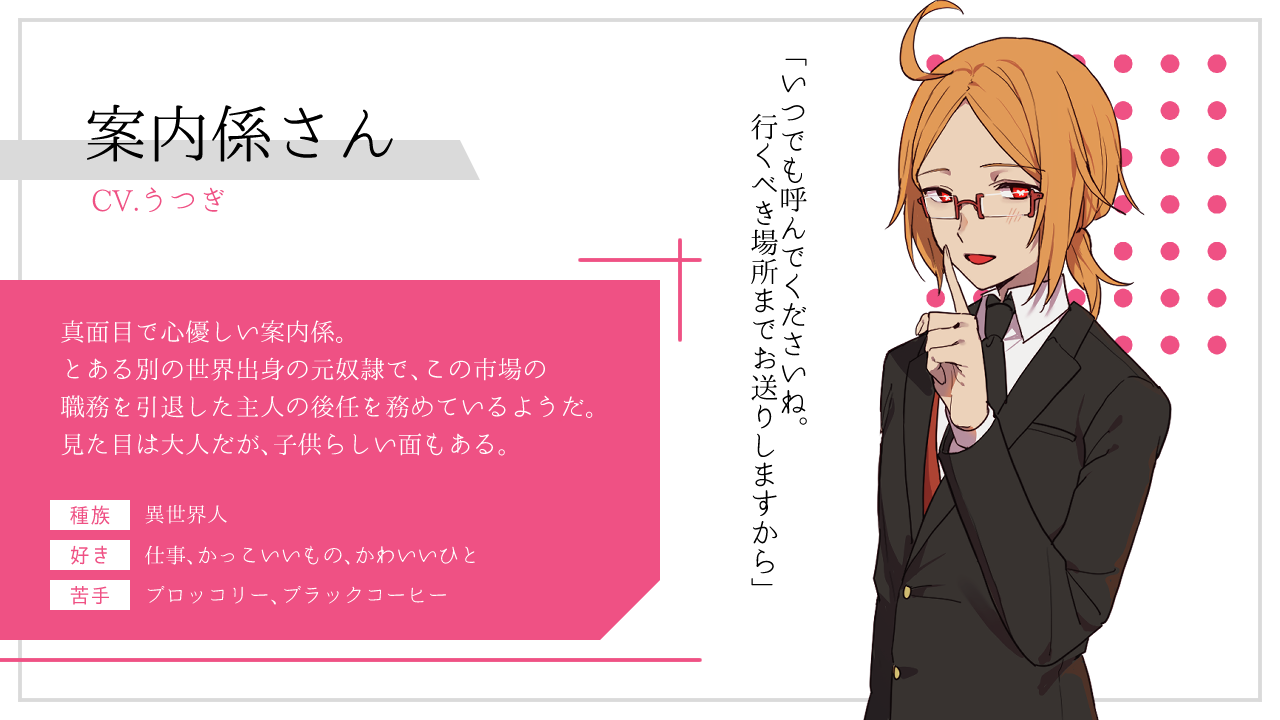 案内係さん
CV.うつぎ
真面目で心優しい案内係。
とある別の世界出身の元奴隷で、この市場の
職務を引退した主人の後任を務めているようだ。
見た目は大人だが、子供らしい面もある。
種族 異世界人
好き 仕事、かっこいいもの、かわいいひと
苦手 ブロッコリー、ブラックコーヒー
「いつでも呼んでくださいね。
行くべき場所までお送りしますから」